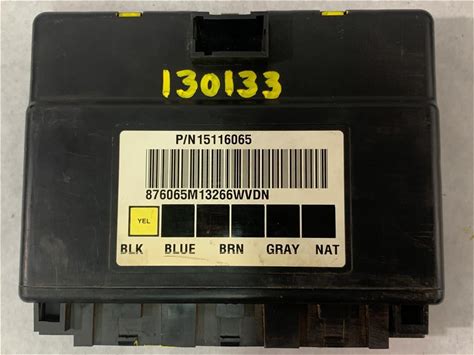 130133
P/N15116065
876065M13266WVDN
YEL
BLK BLUE BRN GRAY NAT